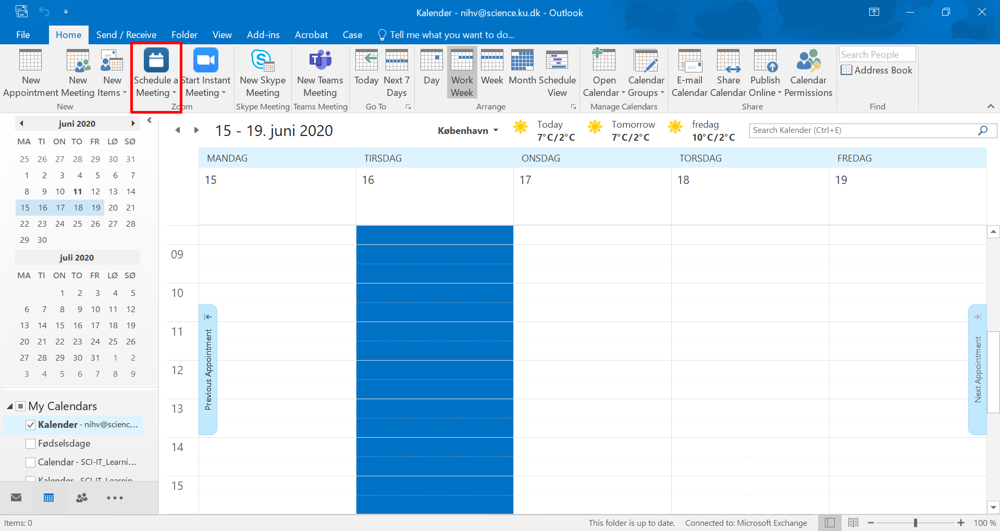 Kalender - nihv@science.ku.dk - Outlook
File Home Send / Receive Folder View Add-ins Acrobat Case Tell me what you want to do...
New Appointment
New Meeting
New Items
Schedule a Meeting
Start Instant Meeting
New Skype Meeting
New Teams Meeting
Today
Next 7 Days
Day
Work Week
Week
Month
Schedule View
Open Calendar
Calendar Groups
E-mail Calendar
Share Calendar
Publish Online
Calendar Permissions
Search People
Address Book
New Zoom Skype Meeting Teams Meeting Go To Arrange Manage Calendars Share Find
juni 2020
MA TI ON TO FR LØ SØ
25 26 27 28 29 30 31
1 2 3 4 5 6 7
8 9 10 11 12 13 14
15 16 17 18 19 20 21
22 23 24 25 26 27 28
29 30
juli 2020
MA TI ON TO FR LØ SØ
1 2 3 4 5
6 7 8 9 10 11 12
13 14 15 16 17 18 19
20 21 22 23 24 25 26
27 28 29 30 31 1 2
3 4 5 6 7 8 9
My Calendars
Kalender - nihv@scienc...
Fødselsdage
Calendar - SCI-IT_Learni...
Kalender - SCI-IT_Learnin
15 - 19. juni 2020
København
Today
7°C/2°C
Tomorrow
7°C/2°C
fredag
10°C/2°C
Search Kalender (Ctrl+E)
MANDAG TIRSDAG ONSDAG TORSDAG FREDAG
15 16 17 18 19
09
10
11
12
13
14
15
Previous Appointment
Next Appointment
Items: 0
This folder is up to date. Connected to: Microsoft Exchange
100 %